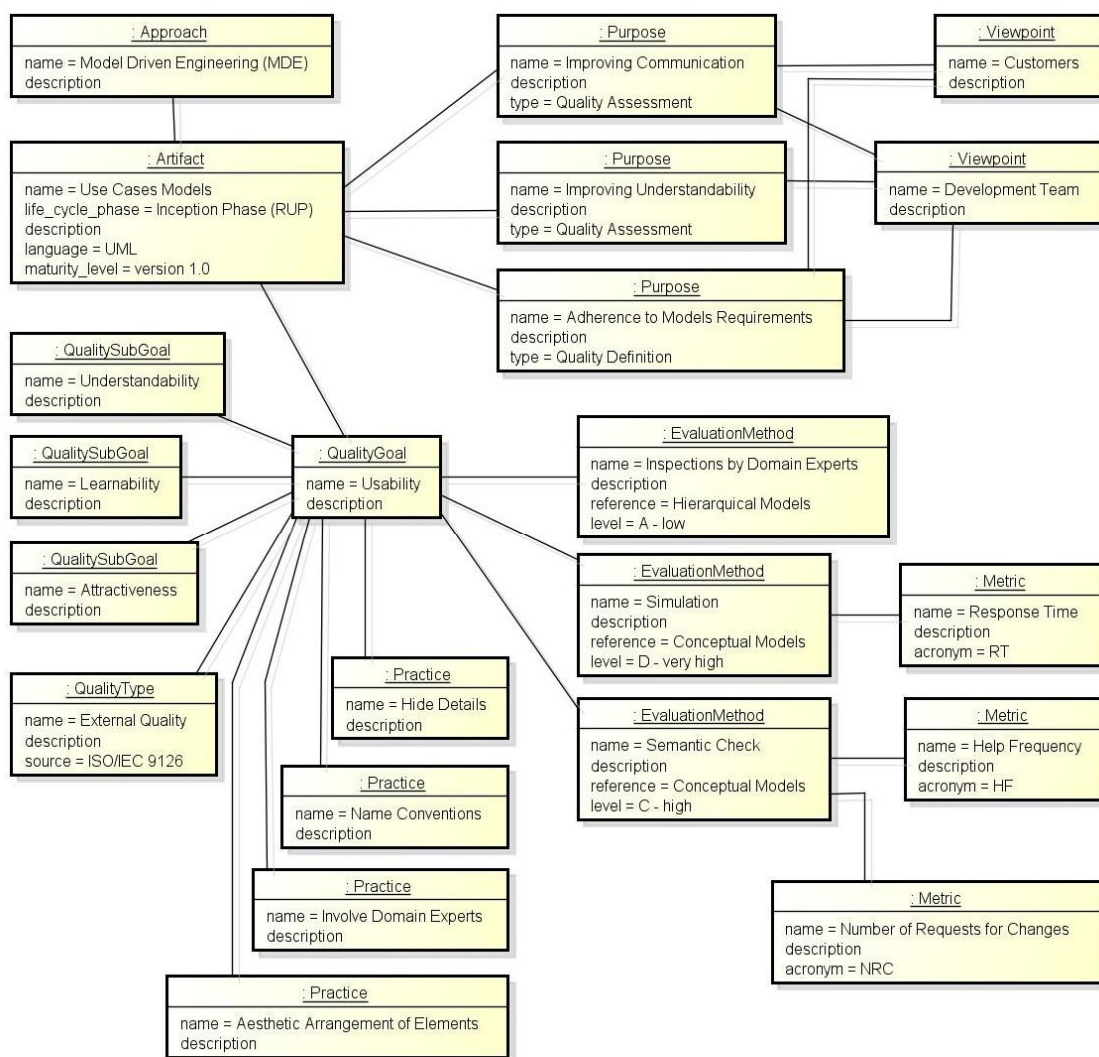 : Approach
name = Model Driven Engineering (MDE)
description
: Purpose
name = Improving Communication
description
type = Quality Assessment
: Viewpoint
name = Customers
description
: Artifact
name = Use Cases Models
life_cycle_phase = Inception Phase (RUP)
description
language = UML
maturity_level = version 1.0
: Purpose
name = Improving Understandability
description
type = Quality Assessment
: Viewpoint
name = Development Team
description
: Purpose
name = Adherence to Models Requirements
description
type = Quality Definition
: QualitySubGoal
name = Understandability
description
: QualitySubGoal
name = Learnability
description
: QualityGoal
name = Usability
description
: EvaluationMethod
name = Inspections by Domain Experts
description
reference = Hierarquical Models
level = A - low
: QualitySubGoal
name = Attractiveness
description
: EvaluationMethod
name = Simulation
description
reference = Conceptual Models
level = D - very high
: Metric
name = Response Time
description
acronym = RT
: QualityType
name = External Quality
description
source = ISO/IEC 9126
: Practice
name = Hide Details
description
: EvaluationMethod
name = Semantic Check
description
reference = Conceptual Models
level = C - high
: Metric
name = Help Frequency
description
acronym = HF
: Practice
name = Name Conventions
description
: Practice
name = Involve Domain Experts
description
: Metric
name = Number of Requests for Changes
description
acronym = NRC
: Practice
name = Aesthetic Arrangement of Elements
description